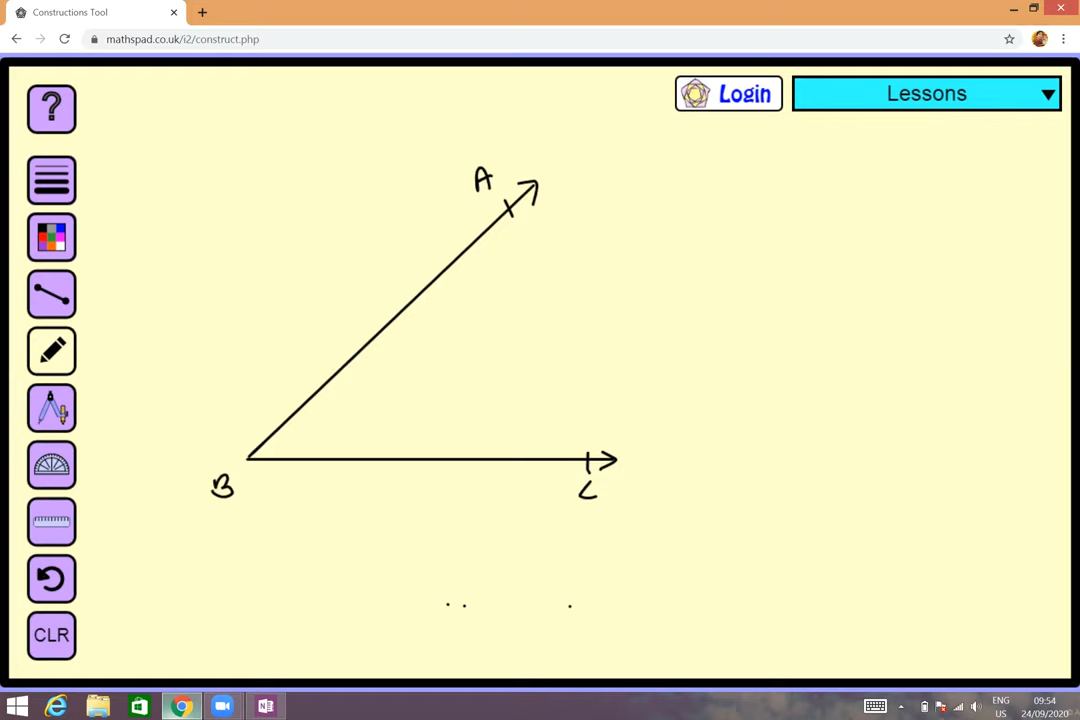 Constructions Tool
mathspad.co.uk/i2/construct.php
?
Login
Lessons
A
B
C
CLR
ENG
US
09:54
24/09/2020